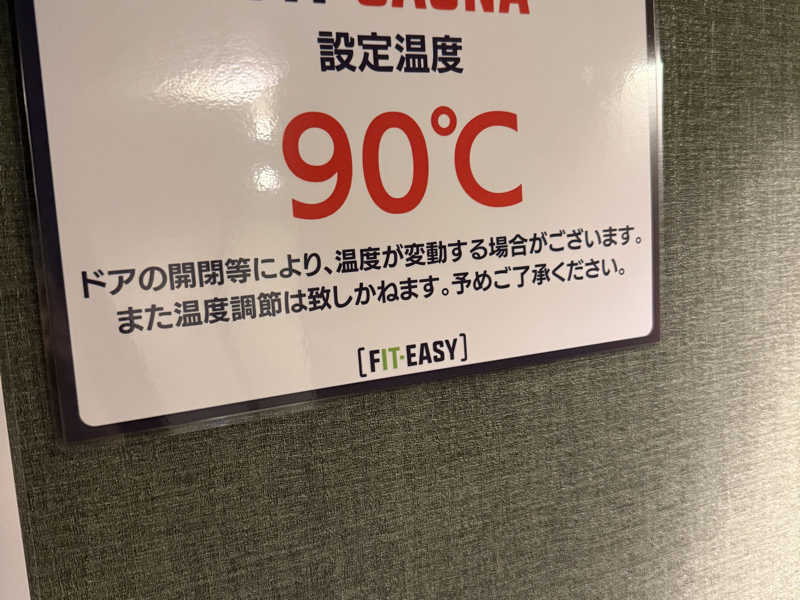 SAUNA
設定温度
90℃
ドアの開閉等により、温度が変動する場合がございます。
また温度調節は致しかねます。予めご了承ください。
[FIT-EASY]